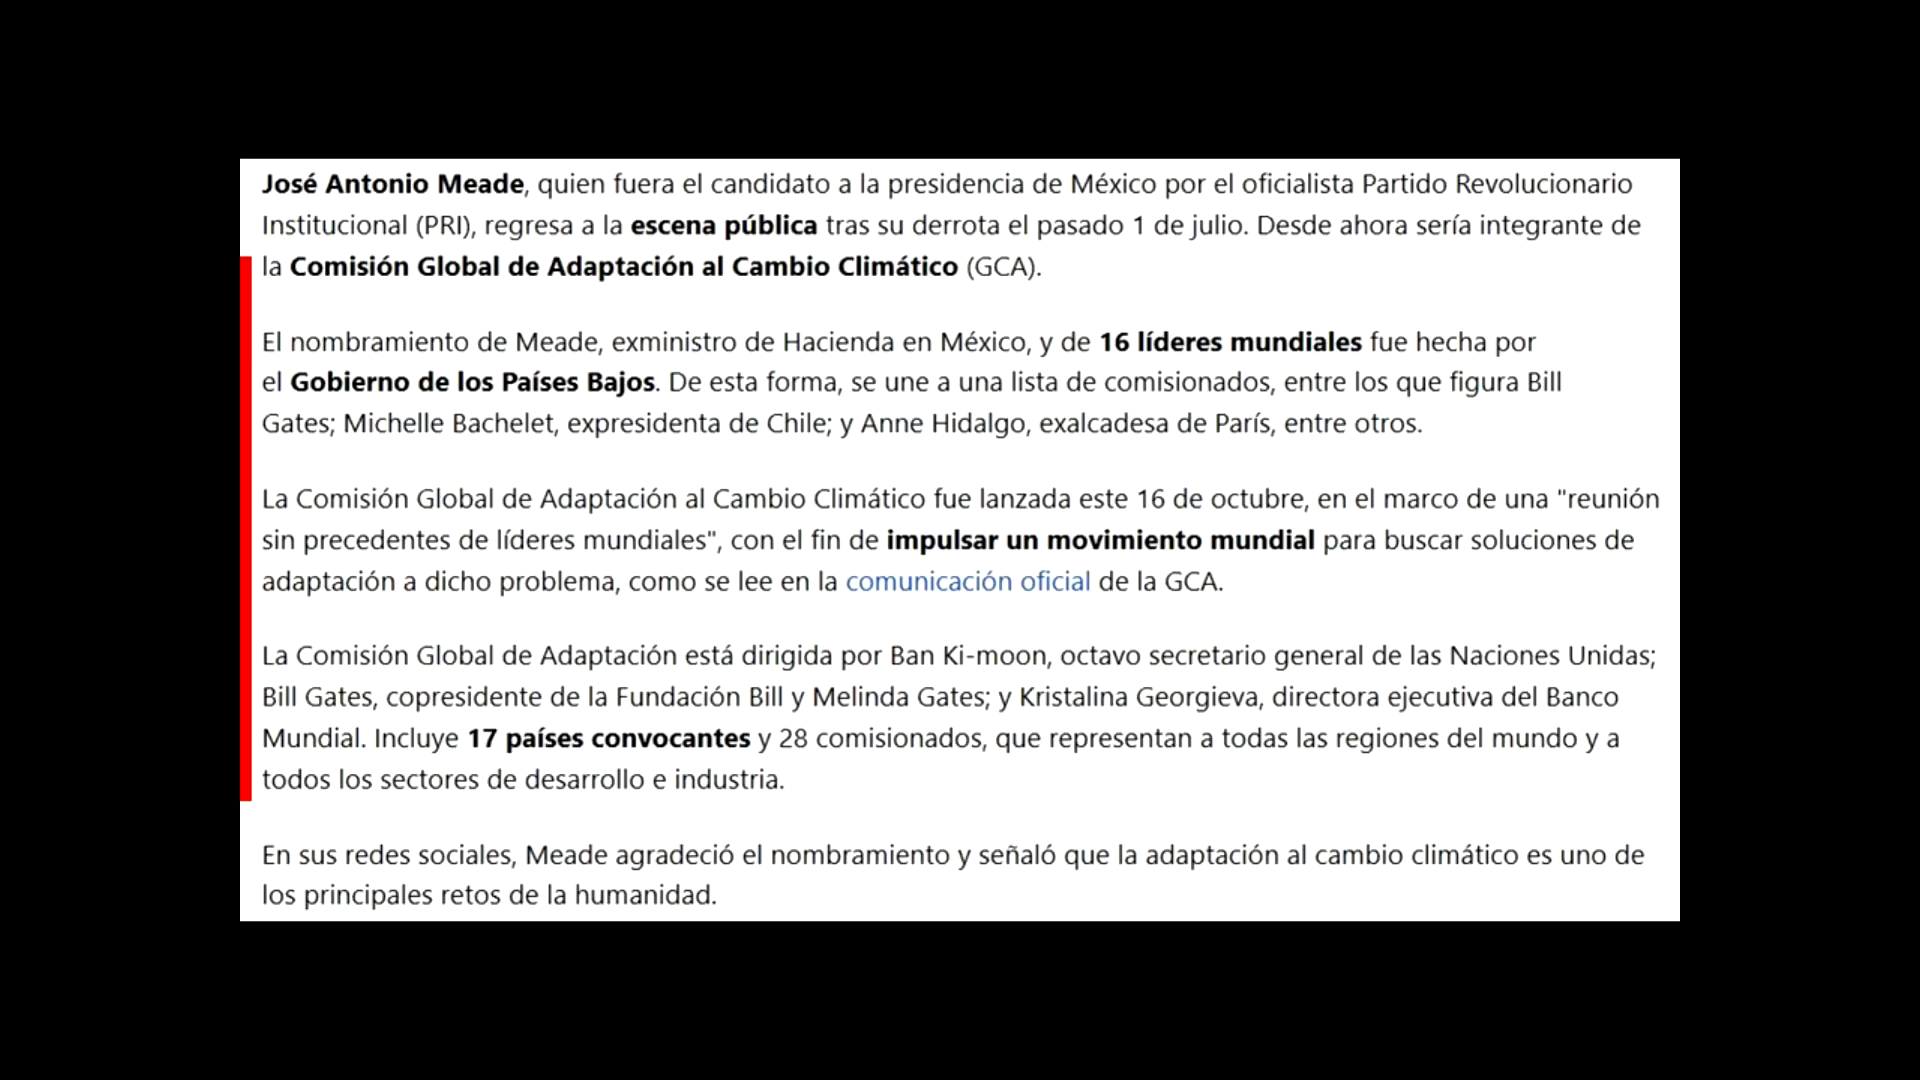 José Antonio Meade, quien fuera el candidato a la presidencia de México por el oficialista Partido Revolucionario
Institucional (PRI), regresa a la escena pública tras su derrota el pasado 1 de julio. Desde ahora sería integrante de
la Comisión Global de Adaptación al Cambio Climático (GCA).
El nombramiento de Meade, exministro de Hacienda en México, y de 16 líderes mundiales fue hecha por
el Gobierno de los Países Bajos. De esta forma, se une a una lista de comisionados, entre los que figura Bill
Gates; Michelle Bachelet, expresidenta de Chile; y Anne Hidalgo, exalcadesa de París, entre otros.
La Comisión Global de Adaptación al Cambio Climático fue lanzada este 16 de octubre, en el marco de una "reunión
sin precedentes de líderes mundiales", con el fin de impulsar un movimiento mundial para buscar soluciones de
adaptación a dicho problema, como se lee en la comunicación oficial de la GCA.
La Comisión Global de Adaptación está dirigida por Ban Ki-moon, octavo secretario general de las Naciones Unidas;
Bill Gates, copresidente de la Fundación Bill y Melinda Gates; y Kristalina Georgieva, directora ejecutiva del Banco
Mundial. Incluye 17 países convocantes y 28 comisionados, que representan a todas las regiones del mundo y a
todos los sectores de desarrollo e industria.
En sus redes sociales, Meade agradeció el nombramiento y señaló que la adaptación al cambio climático es uno de
los principales retos de la humanidad.